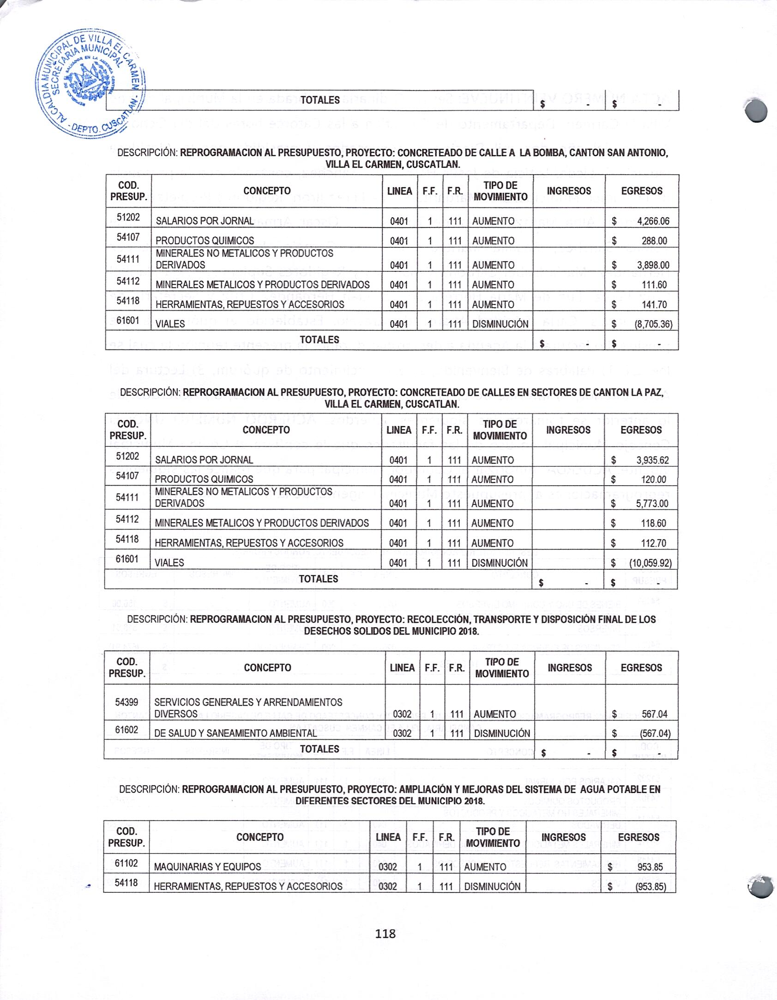 ALCALDIA MUNICIPAL DE VILLA EL CARMEN
SECRETARIA MUNICIPAL
REPUBLICA DE EL SALVADOR EN LA AMERICA CENTRAL
- DEPTO. CUSCATLAN -
TOTALES $ - $ -
DESCRIPCIÓN: REPROGRAMACION AL PRESUPUESTO, PROYECTO: CONCRETEADO DE CALLE A LA BOMBA, CANTON SAN ANTONIO,
VILLA EL CARMEN, CUSCATLAN.
COD. PRESUP. CONCEPTO LINEA F.F. F.R. TIPO DE MOVIMIENTO INGRESOS EGRESOS
51202 SALARIOS POR JORNAL 0401 1 111 AUMENTO $ 4,266.06
54107 PRODUCTOS QUIMICOS 0401 1 111 AUMENTO $ 288.00
54111 MINERALES NO METALICOS Y PRODUCTOS DERIVADOS 0401 1 111 AUMENTO $ 3,898.00
54112 MINERALES METALICOS Y PRODUCTOS DERIVADOS 0401 1 111 AUMENTO $ 111.60
54118 HERRAMIENTAS, REPUESTOS Y ACCESORIOS 0401 1 111 AUMENTO $ 141.70
61601 VIALES 0401 1 111 DISMINUCIÓN $ (8,705.36)
TOTALES $ - $ -
DESCRIPCIÓN: REPROGRAMACION AL PRESUPUESTO, PROYECTO: CONCRETEADO DE CALLES EN SECTORES DE CANTON LA PAZ,
VILLA EL CARMEN, CUSCATLAN.
COD. PRESUP. CONCEPTO LINEA F.F. F.R. TIPO DE MOVIMIENTO INGRESOS EGRESOS
51202 SALARIOS POR JORNAL 0401 1 111 AUMENTO $ 3,935.62
54107 PRODUCTOS QUIMICOS 0401 1 111 AUMENTO $ 120.00
54111 MINERALES NO METALICOS Y PRODUCTOS DERIVADOS 0401 1 111 AUMENTO $ 5,773.00
54112 MINERALES METALICOS Y PRODUCTOS DERIVADOS 0401 1 111 AUMENTO $ 118.60
54118 HERRAMIENTAS, REPUESTOS Y ACCESORIOS 0401 1 111 AUMENTO $ 112.70
61601 VIALES 0401 1 111 DISMINUCIÓN $ (10,059.92)
TOTALES $ - $ -
DESCRIPCIÓN: REPROGRAMACION AL PRESUPUESTO, PROYECTO: RECOLECCIÓN, TRANSPORTE Y DISPOSICIÓN FINAL DE LOS
DESECHOS SOLIDOS DEL MUNICIPIO 2018.
COD. PRESUP. CONCEPTO LINEA F.F. F.R. TIPO DE MOVIMIENTO INGRESOS EGRESOS
54399 SERVICIOS GENERALES Y ARRENDAMIENTOS DIVERSOS 0302 1 111 AUMENTO $ 567.04
61602 DE SALUD Y SANEAMIENTO AMBIENTAL 0302 1 111 DISMINUCIÓN $ (567.04)
TOTALES $ - $ -
DESCRIPCIÓN: REPROGRAMACION AL PRESUPUESTO, PROYECTO: AMPLIACIÓN Y MEJORAS DEL SISTEMA DE AGUA POTABLE EN
DIFERENTES SECTORES DEL MUNICIPIO 2018.
COD. PRESUP. CONCEPTO LINEA F.F. F.R. TIPO DE MOVIMIENTO INGRESOS EGRESOS
61102 MAQUINARIAS Y EQUIPOS 0302 1 111 AUMENTO $ 953.85
54118 HERRAMIENTAS, REPUESTOS Y ACCESORIOS 0302 1 111 DISMINUCIÓN $ (953.85)
118